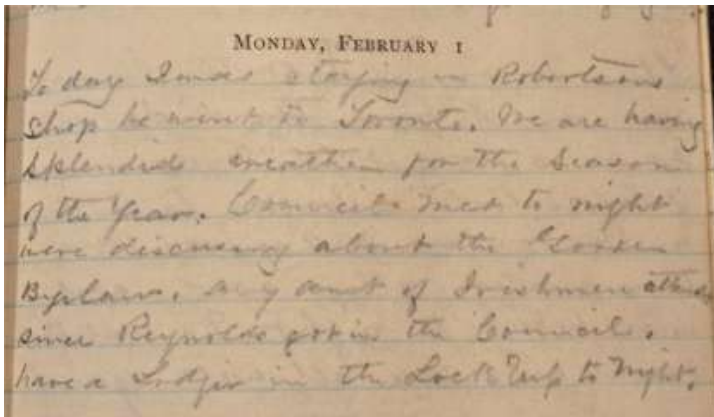 MONDAY, FEBRUARY 1
To day I was staying in Robertsons
shop he went to Toronto. We are having
splendid weather for the Season
of the Year. Council met to night
were discussing about the
Bylaw. any amt of Irishmen attend
since Reynolds got in the Council.
have a Lodger in the Lock Up to Night.